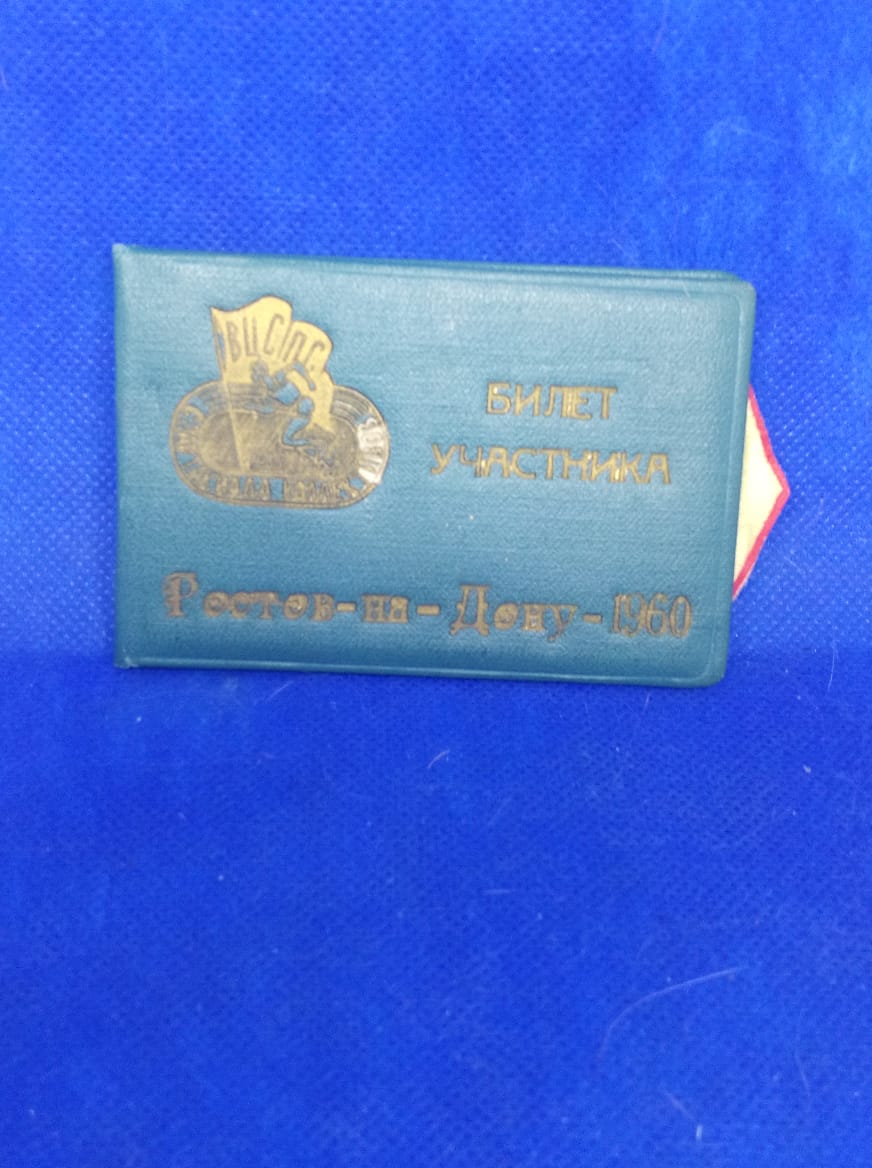 ВЦСПС
БИЛЕТ
УЧАСТНИКА
Ростов-на-Дону-1960